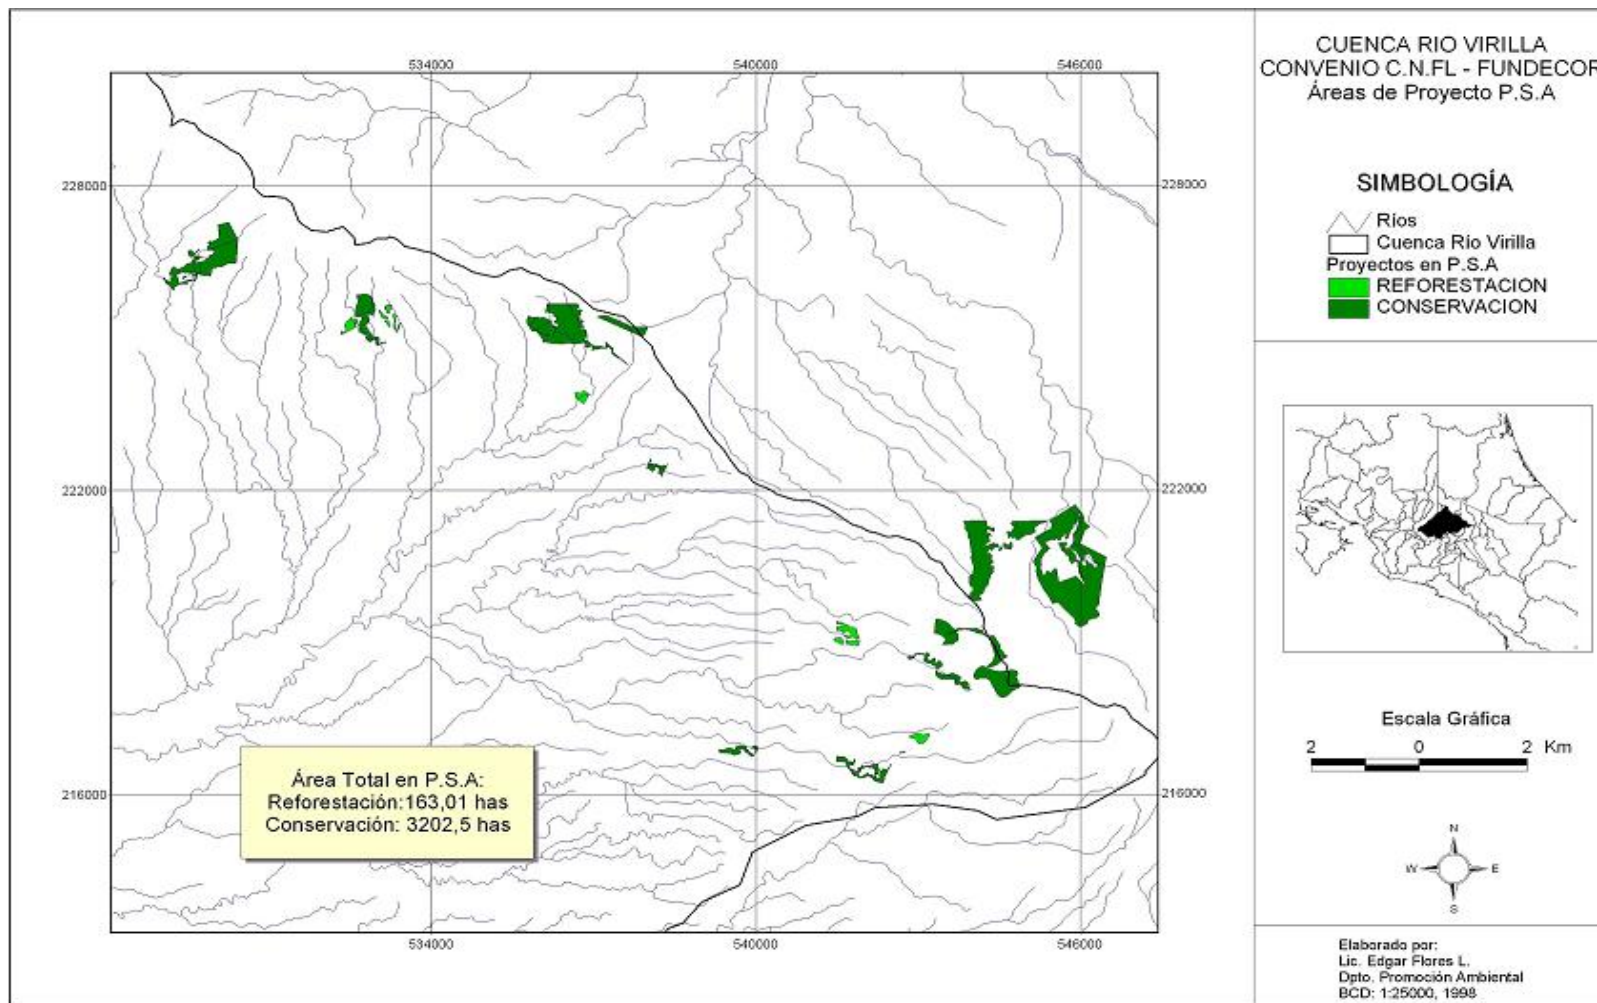 CUENCA RIO VIRILLA
CONVENIO C.N.FL - FUNDECOR
Áreas de Proyecto P.S.A
SIMBOLOGÍA
Ríos
Cuenca Río Virilla
Proyectos en P.S.A
REFORESTACION
CONSERVACION
534000
540000
546000
228000
228000
222000
222000
216000
216000
534000
540000
546000
Área Total en P.S.A:
Reforestación:163,01 has
Conservación: 3202,5 has
Escala Gráfica
2 0 2 Km
N
W E
S
Elaborado por:
Lic. Edgar Flores L.
Dpto. Promoción Ambiental
BCD: 1:25000, 1998